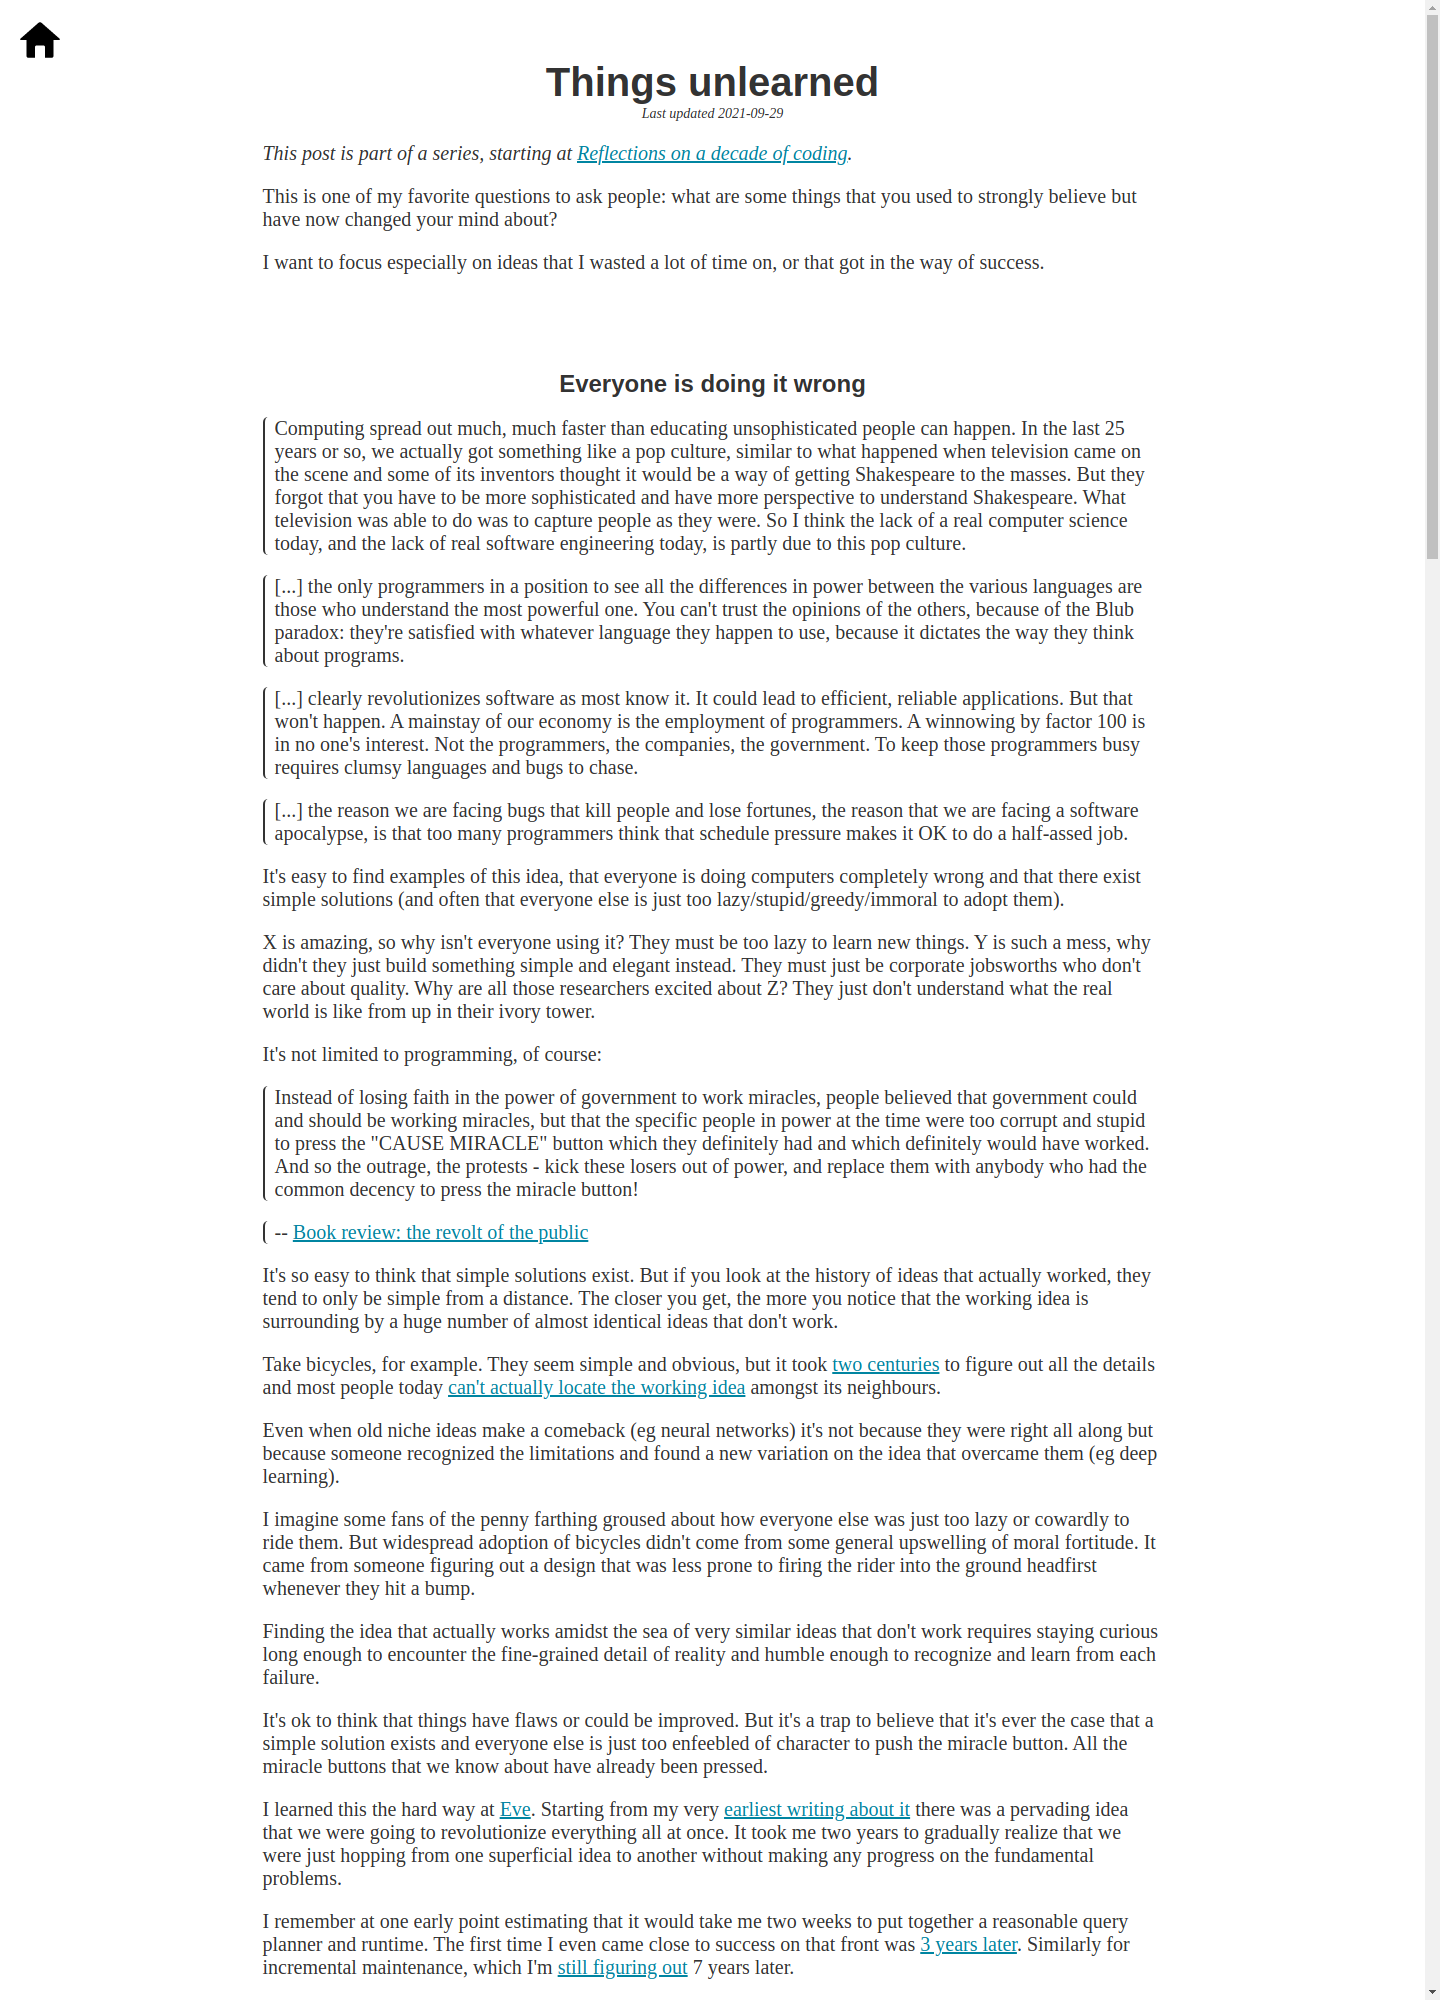 Things unlearned
Last updated 2021-09-29
This post is part of a series, starting at Reflections on a decade of coding.
This is one of my favorite questions to ask people: what are some things that you used to strongly believe but
have now changed your mind about?
I want to focus especially on ideas that I wasted a lot of time on, or that got in the way of success.
Everyone is doing it wrong
Computing spread out much, much faster than educating unsophisticated people can happen. In the last 25
years or so, we actually got something like a pop culture, similar to what happened when television came on
the scene and some of its inventors thought it would be a way of getting Shakespeare to the masses. But they
forgot that you have to be more sophisticated and have more perspective to understand Shakespeare. What
television was able to do was to capture people as they were. So I think the lack of a real computer science
today, and the lack of real software engineering today, is partly due to this pop culture.
[...] the only programmers in a position to see all the differences in power between the various languages are
those who understand the most powerful one. You can't trust the opinions of the others, because of the Blub
paradox: they're satisfied with whatever language they happen to use, because it dictates the way they think
about programs.
[...] clearly revolutionizes software as most know it. It could lead to efficient, reliable applications. But that
won't happen. A mainstay of our economy is the employment of programmers. A winnowing by factor 100 is
in no one's interest. Not the programmers, the companies, the government. To keep those programmers busy
requires clumsy languages and bugs to chase.
[...] the reason we are facing bugs that kill people and lose fortunes, the reason that we are facing a software
apocalypse, is that too many programmers think that schedule pressure makes it OK to do a half-assed job.
It's easy to find examples of this idea, that everyone is doing computers completely wrong and that there exist
simple solutions (and often that everyone else is just too lazy/stupid/greedy/immoral to adopt them).
X is amazing, so why isn't everyone using it? They must be too lazy to learn new things. Y is such a mess, why
didn't they just build something simple and elegant instead. They must just be corporate jobsworths who don't
care about quality. Why are all those researchers excited about Z? They just don't understand what the real
world is like from up in their ivory tower.
It's not limited to programming, of course:
Instead of losing faith in the power of government to work miracles, people believed that government could
and should be working miracles, but that the specific people in power at the time were too corrupt and stupid
to press the "CAUSE MIRACLE" button which they definitely had and which definitely would have worked.
And so the outrage, the protests - kick these losers out of power, and replace them with anybody who had the
common decency to press the miracle button!
-- Book review: the revolt of the public
It's so easy to think that simple solutions exist. But if you look at the history of ideas that actually worked, they
tend to only be simple from a distance. The closer you get, the more you notice that the working idea is
surrounding by a huge number of almost identical ideas that don't work.
Take bicycles, for example. They seem simple and obvious, but it took two centuries to figure out all the details
and most people today can't actually locate the working idea amongst its neighbours.
Even when old niche ideas make a comeback (eg neural networks) it's not because they were right all along but
because someone recognized the limitations and found a new variation on the idea that overcame them (eg deep
learning).
I imagine some fans of the penny farthing groused about how everyone else was just too lazy or cowardly to
ride them. But widespread adoption of bicycles didn't come from some general upswelling of moral fortitude. It
came from someone figuring out a design that was less prone to firing the rider into the ground headfirst
whenever they hit a bump.
Finding the idea that actually works amidst the sea of very similar ideas that don't work requires staying curious
long enough to encounter the fine-grained detail of reality and humble enough to recognize and learn from each
failure.
It's ok to think that things have flaws or could be improved. But it's a trap to believe that it's ever the case that a
simple solution exists and everyone else is just too enfeebled of character to push the miracle button. All the
miracle buttons that we know about have already been pressed.
I learned this the hard way at Eve. Starting from my very earliest writing about it there was a pervading idea
that we were going to revolutionize everything all at once. It took me two years to gradually realize that we
were just hopping from one superficial idea to another without making any progress on the fundamental
problems.
I remember at one early point estimating that it would take me two weeks to put together a reasonable query
planner and runtime. The first time I even came close to success on that front was 3 years later. Similarly for
incremental maintenance, which I'm still figuring out 7 years later.